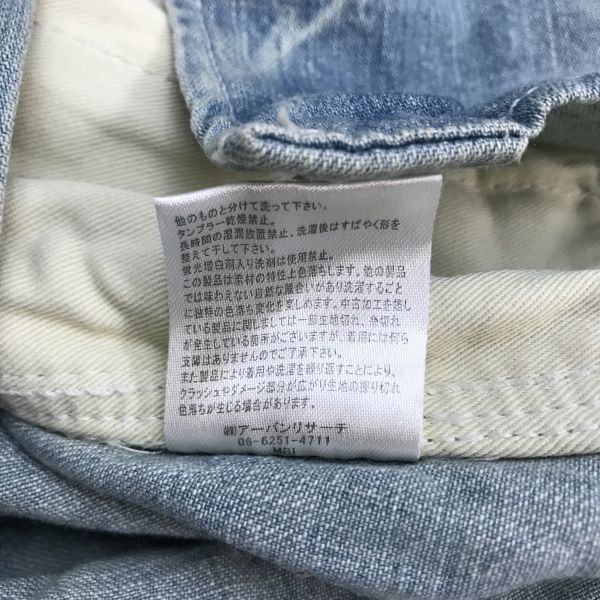 他のものと分けて洗って下さい。
タンブラー乾燥禁止。
長時間の湿潤放置禁止、洗濯後はすばやく形を
整えて干して下さい。
蛍光増白剤入り洗剤は使用禁止。
この製品は素材の特性上色落ちします。他の製品
では味わえない自然な風合いがあり洗濯するごと
に独特の色落ち変化を楽しめます。中古加工を施し
ている製品に関しましては一部生地切れ、糸切れ
が発生している箇所がございますが、着用には何ら
支障はありませんのでご了承下さい。
また製品により着用や洗濯を繰り返すことにより、
クラッシュやダメージ部分が広がり生地の擦り切れ
色落ちが生じる場合があります。
㈱アーバンリサーチ
06-6251-4711
MBI